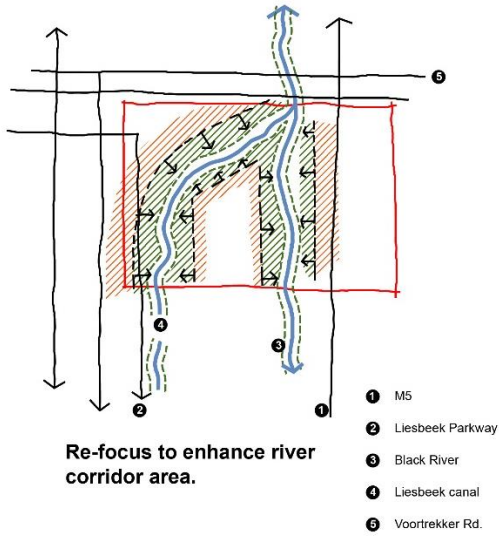 5
4
3
2
1
Re-focus to enhance river
corridor area.
1 M5
2 Liesbeek Parkway
3 Black River
4 Liesbeek canal
5 Voortrekker Rd.